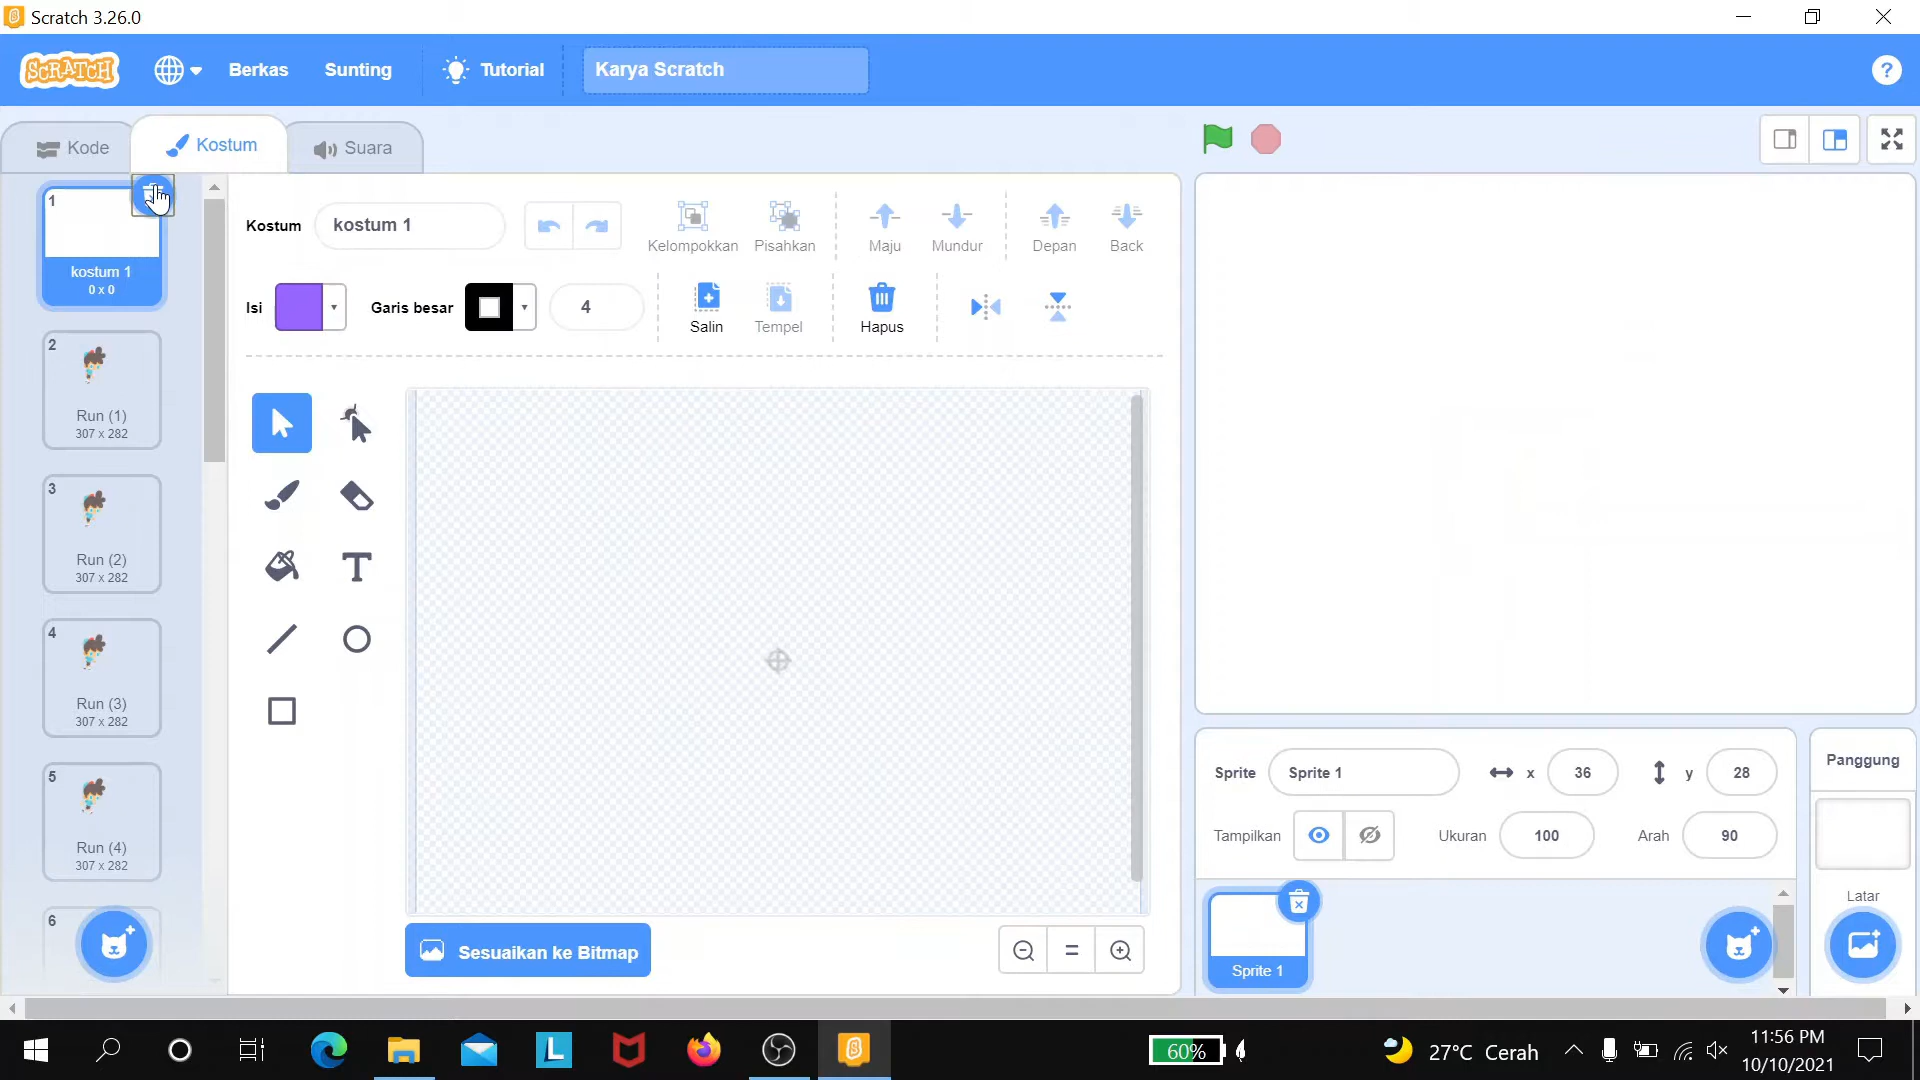 Scratch 3.26.0
SCRATCH
Berkas
Sunting
Tutorial
Karya Scratch
?
Kode
Kostum
Suara
1
kostum 1
0 x 0
2
Run (1)
307 x 282
3
Run (2)
307 x 282
4
Run (3)
307 x 282
5
Run (4)
307 x 282
6
Kostum
kostum 1
Kelompokkan
Pisahkan
Maju
Mundur
Depan
Back
Isi
Garis besar
4
Salin
Tempel
Hapus
T
Sesuaikan ke Bitmap
Sprite
Sprite 1
x
36
y
28
Tampilkan
Ukuran
100
Arah
90
Sprite 1
Panggung
Latar
L
60%
27°C Cerah
11:56 PM
10/10/2021